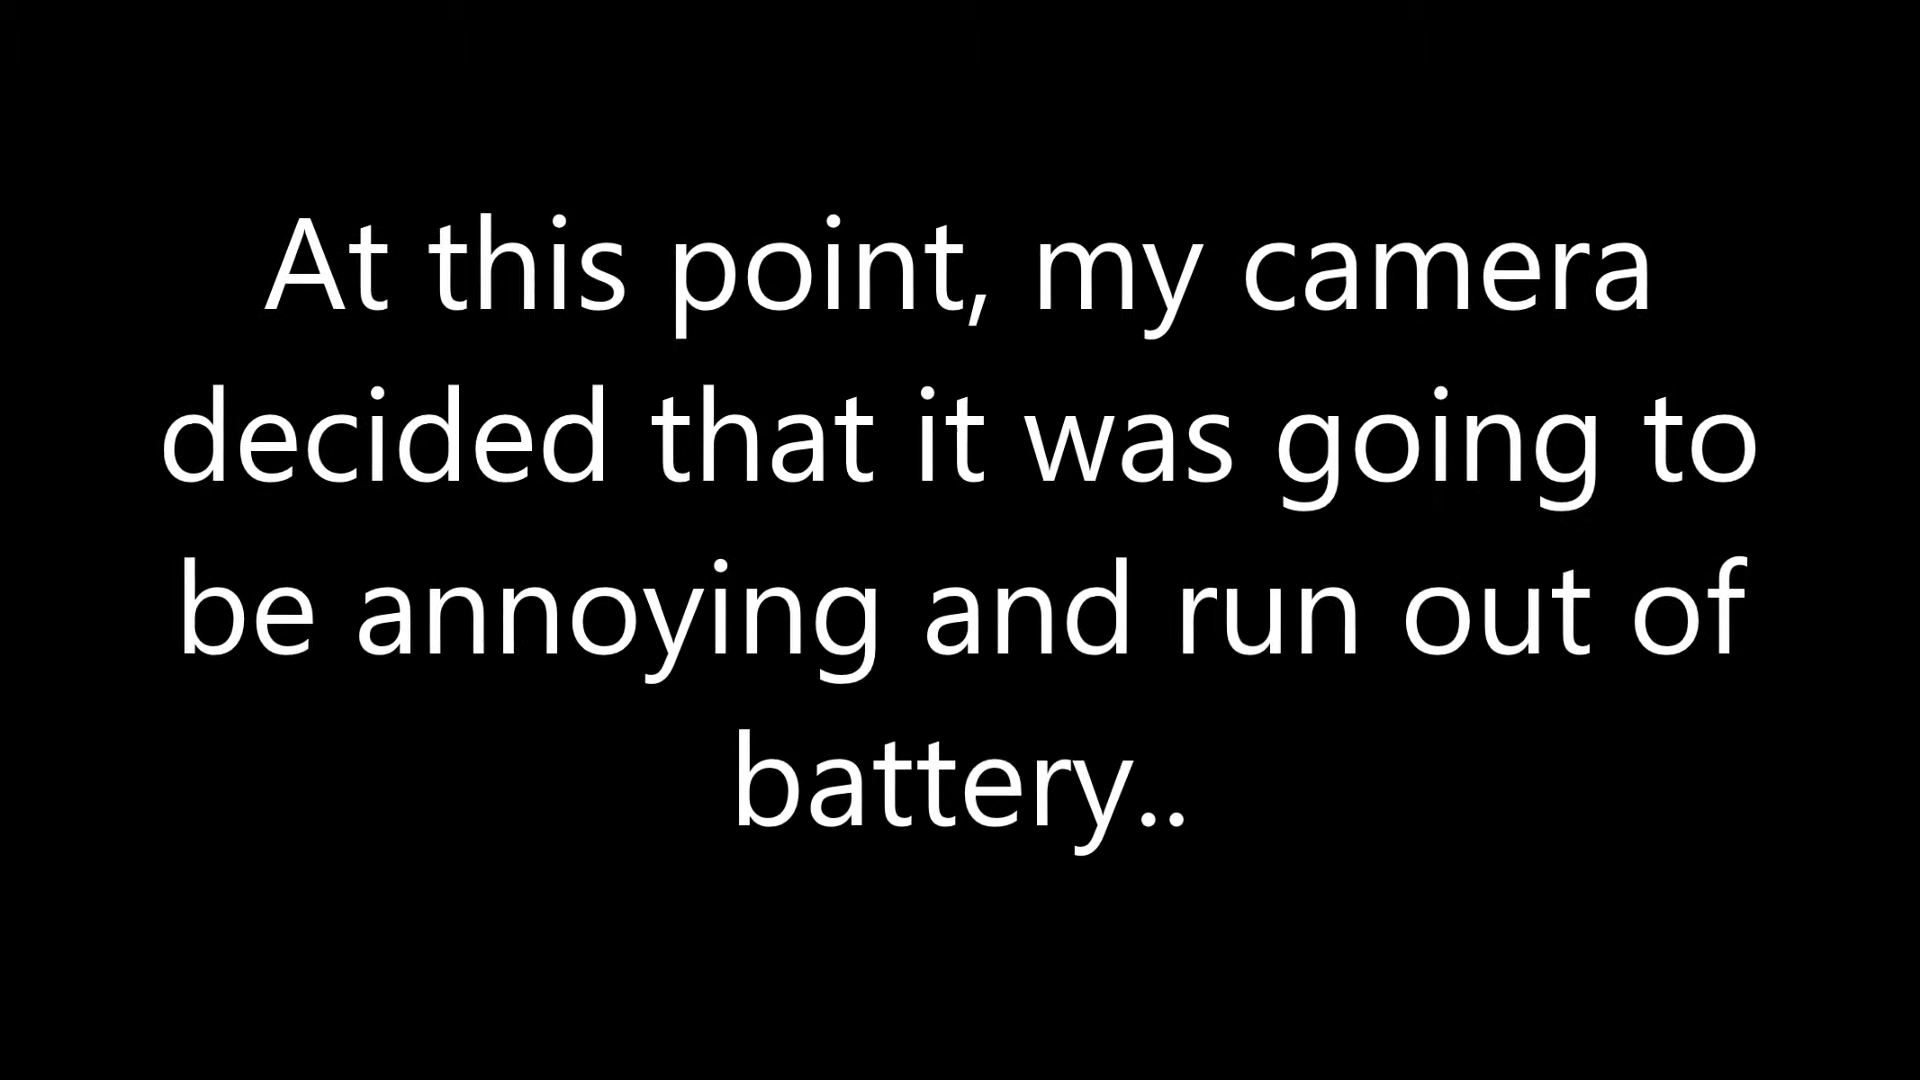 At this point, my camera
decided that it was going to
be annoying and run out of
battery..